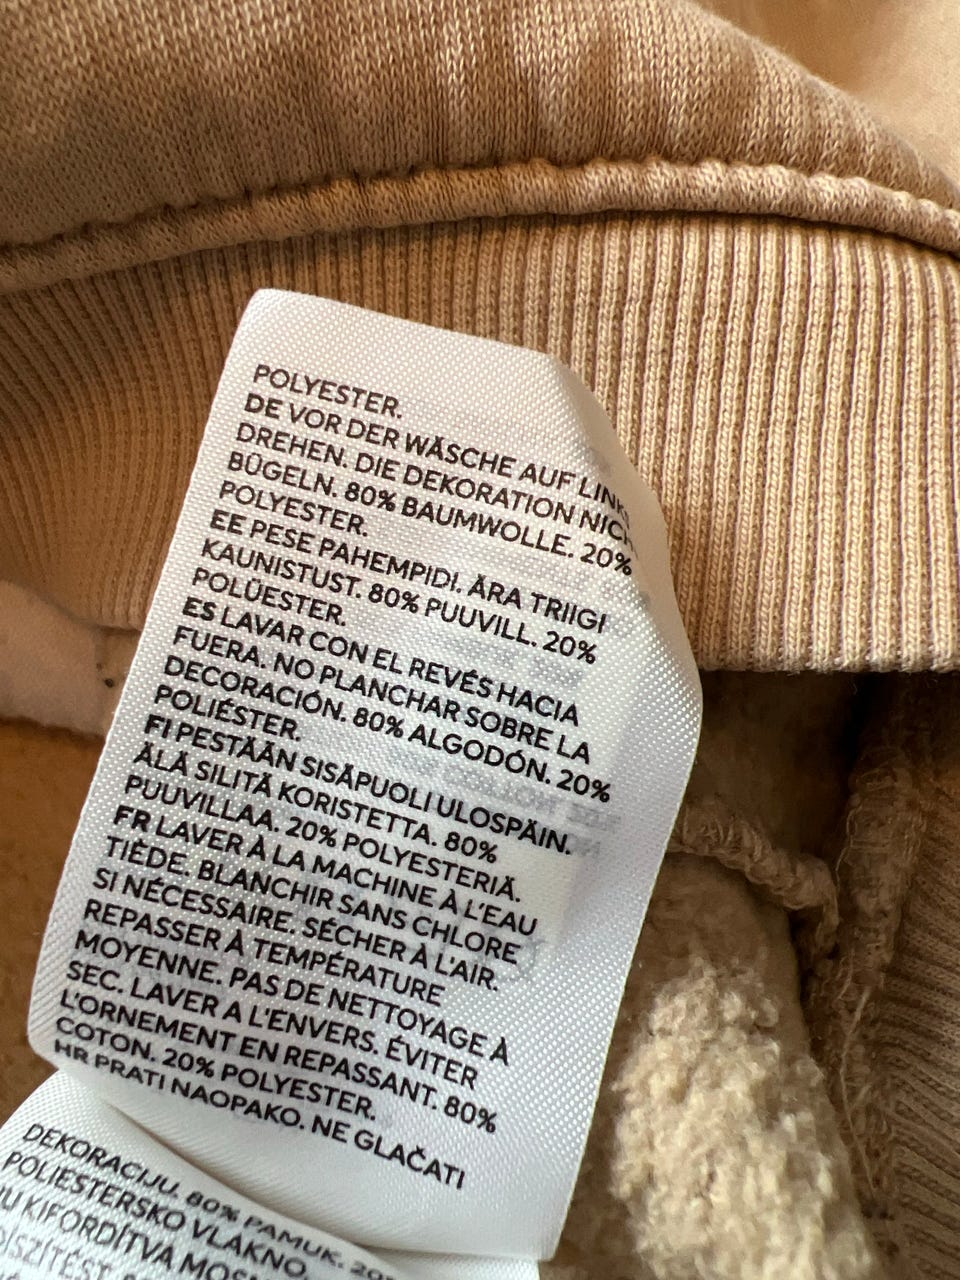 POLYESTER.
DE VOR DER WÄSCHE AUF LINKS
DREHEN. DIE DEKORATION NICHT
BÜGELN. 80% BAUMWOLLE. 20%
POLYESTER.
EE PESE PAHEMPIDI. ÄRA TRIIGI
KAUNISTUST. 80% PUUVILL. 20%
POLÜESTER.
ES LAVAR CON EL REVÉS HACIA
FUERA. NO PLANCHAR SOBRE LA
DECORACIÓN. 80% ALGODÓN. 20%
POLIÉSTER.
FI PESTÄÄN SISÄPUOLI ULOSPÄIN.
ÄLÄ SILITÄ KORISTETTA. 80%
PUUVILLAA. 20% POLYESTERIÄ.
FR LAVER À LA MACHINE À L'EAU
TIÈDE. BLANCHIR SANS CHLORE
SI NÉCESSAIRE. SÉCHER À L'AIR.
REPASSER À TEMPÉRATURE
MOYENNE. PAS DE NETTOYAGE À
SEC. LAVER A L'ENVERS. ÉVITER
L'ORNEMENT EN REPASSANT. 80%
COTON. 20% POLYESTER.
HR PRATI NAOPAKO. NE GLAČATI
DEKORACIJU. 80% PAMUK. 20%
POLIESTERSKO VLAKNO.
KIFORDÍTVA